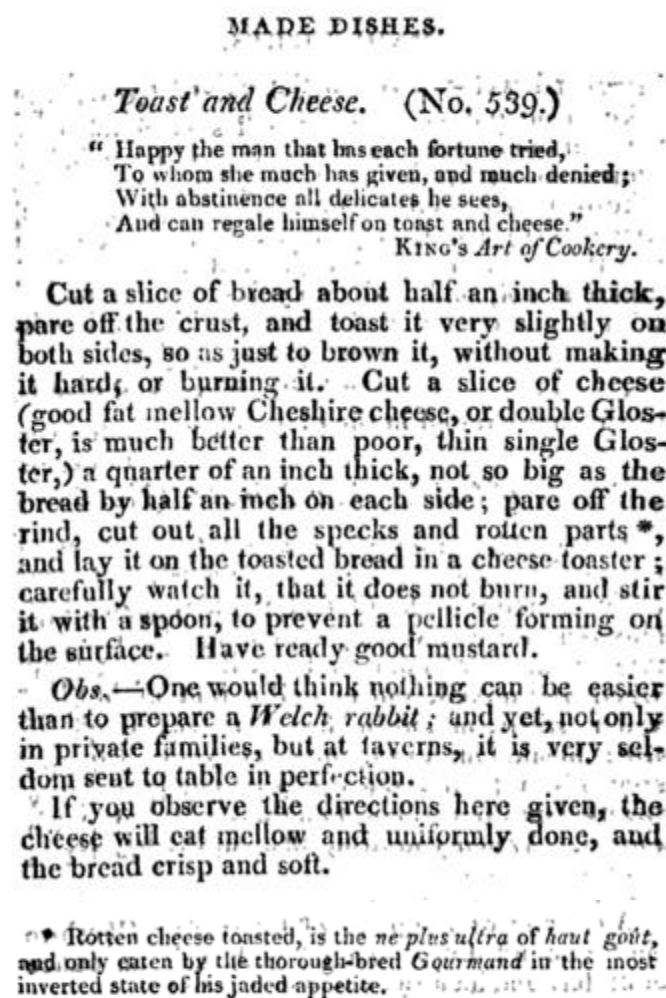 MADE DISHES.
Toast and Cheese. (No. 539.)
“ Happy the man that has each fortune tried,
To whom she much has given, and much denied;
With abstinence all delicates he sees,
And can regale himself on toast and cheese.”
KING's Art of Cookery.
Cut a slice of bread about half an inch thick,
pare off the crust, and toast it very slightly on
both sides, so as just to brown it, without making
it hard, or burning it. Cut a slice of cheese
(good fat mellow Cheshire cheese, or double Glos-
ter, is much better than poor, thin single Glos-
ter,) a quarter of an inch thick, not so big as the
bread by half an inch on each side; pare off the
rind, cut out all the specks and rotten parts *,
and lay it on the toasted bread in a cheese toaster;
carefully watch it, that it does not burn, and stir
it with a spoon, to prevent a pellicle forming on
the surface. Have ready good mustard.
Obs.—One would think nothing can be easier
than to prepare a Welch rabbit; and yet, not only
in private families, but at taverns, it is very sel-
dom sent to table in perfection.
If you observe the directions here given, the
cheese will eat mellow and uniformly done, and
the bread crisp and soft.
* Rotten cheese toasted, is the ne plus ultra of haut goût,
and only eaten by the thorough-bred Gourmand in the most
inverted state of his jaded appetite.